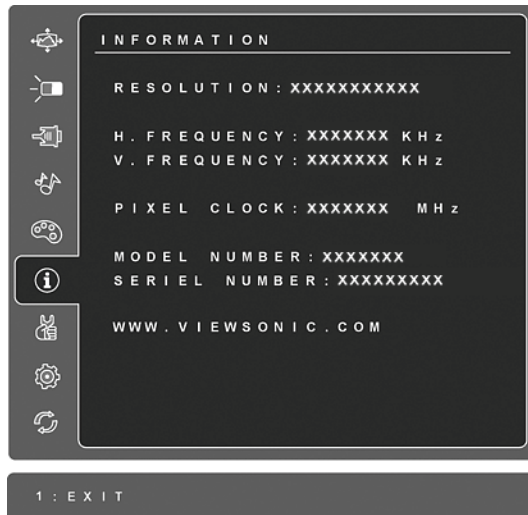 INFORMATION
RESOLUTION: XXXXXXXXXXX
H. FREQUENCY: XXXXXXX KHz
V. FREQUENCY: XXXXXXX KHz
PIXEL CLOCK: XXXXXXX MHz
MODEL NUMBER: XXXXXXX
SERIEL NUMBER: XXXXXXXXX
WWW.VIEWSONIC.COM
1:EXIT